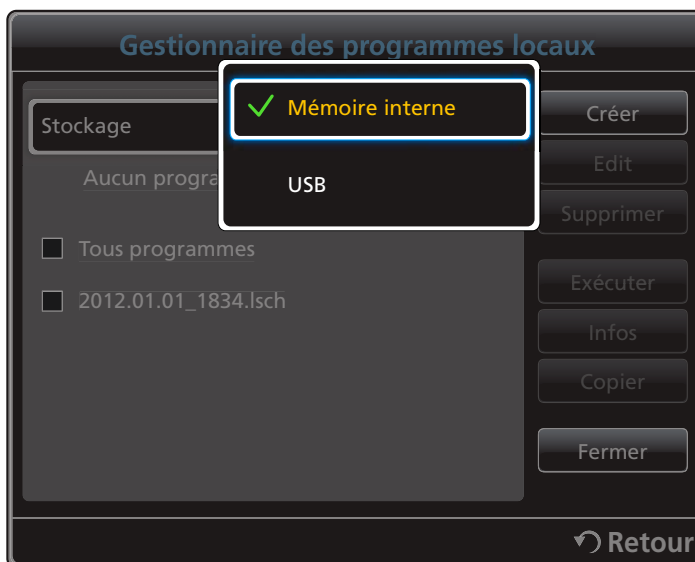 Gestionnaire des programmes locaux
Stockage
Mémoire interne
USB
Aucun progra
Tous programmes
2012.01.01_1834.lsch
Créer
Edit
Supprimer
Exécuter
Infos
Copier
Fermer
Retour